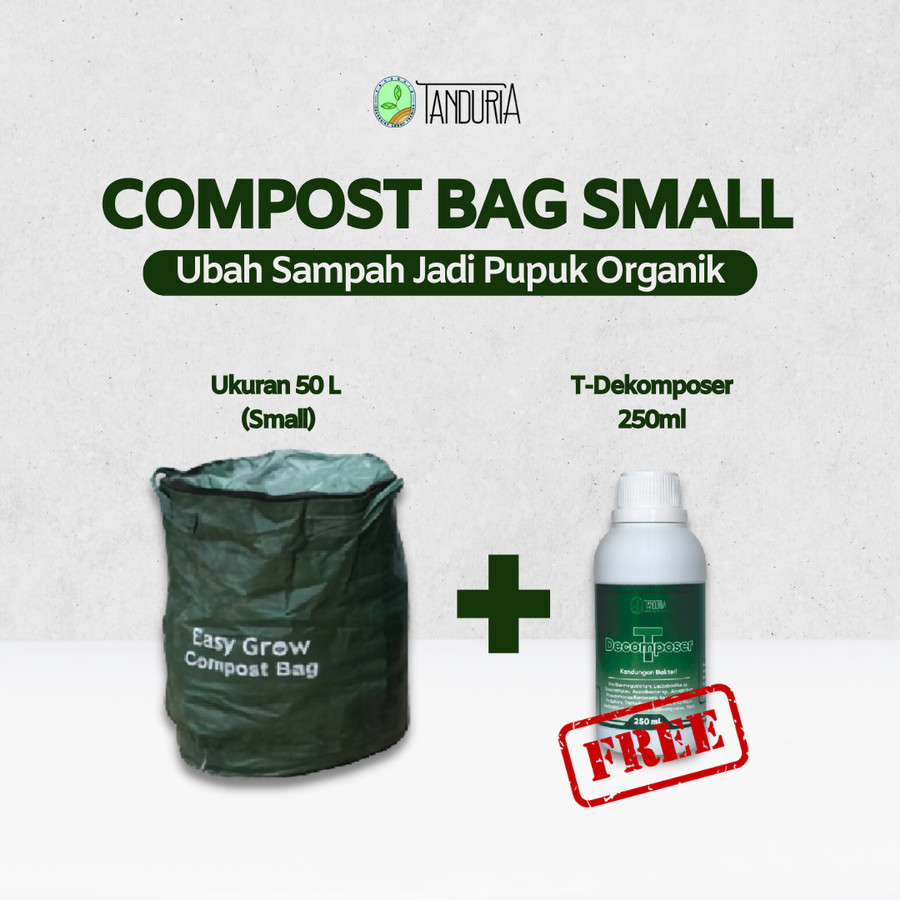 TANDURIA
COMPOST BAG SMALL
Ubah Sampah Jadi Pupuk Organik
Ukuran 50 L
(Small)
T-Dekomposer
250ml
Easy Grow
Compost Bag
TANDURIA
T
Decomposer
Kandungan Bakteri
250 mL
FREE